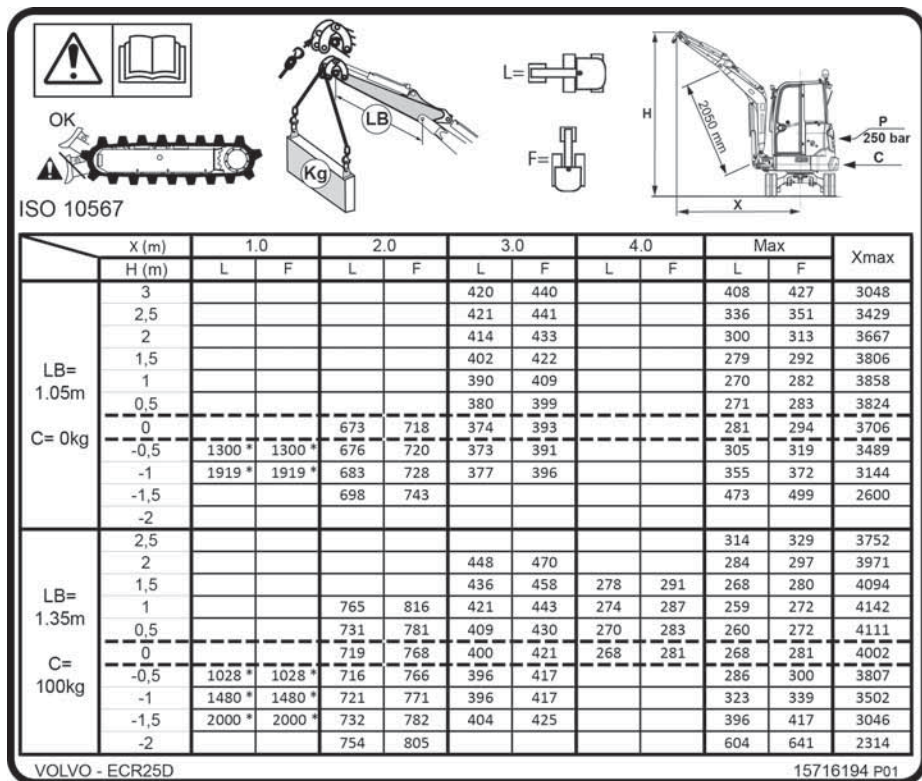 OK
ISO 10567
LB
Kg
L=
F=
H
2050 mm
P
250 bar
C
X
X (m) 1.0 2.0 3.0 4.0 Max Xmax
H (m) L F L F L F L F L F
LB=
1.05m
C= 0kg
3 420 440 408 427 3048
2,5 421 441 336 351 3429
2 414 433 300 313 3667
1,5 402 422 279 292 3806
1 390 409 270 282 3858
0,5 380 399 271 283 3824
0 673 718 374 393 281 294 3706
-0,5 1300 * 1300 * 676 720 373 391 305 319 3489
-1 1919 * 1919 * 683 728 377 396 355 372 3144
-1,5 698 743 473 499 2600
-2
LB=
1.35m
C=
100kg
2,5 314 329 3752
2 448 470 284 297 3971
1,5 436 458 278 291 268 280 4094
1 765 816 421 443 274 287 259 272 4142
0,5 731 781 409 430 270 283 260 272 4111
0 719 768 400 421 268 281 268 281 4002
-0,5 1028 * 1028 * 716 766 396 417 286 300 3807
-1 1480 * 1480 * 721 771 396 417 323 339 3502
-1,5 2000 * 2000 * 732 782 404 425 396 417 3046
-2 754 805 604 641 2314
VOLVO - ECR25D
15716194 P01